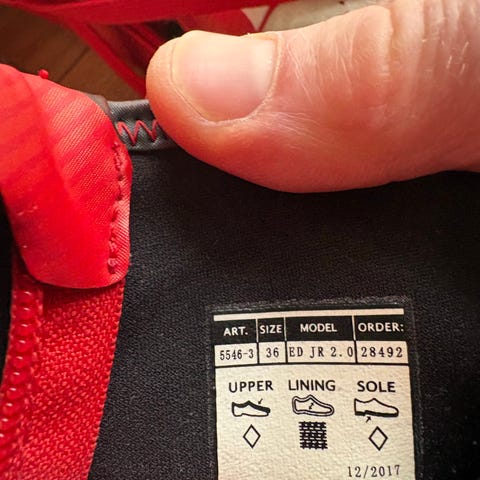 ART. SIZE MODEL ORDER:
5546-3 36 ED JR 2.0 28492
UPPER LINING SOLE
12/2017